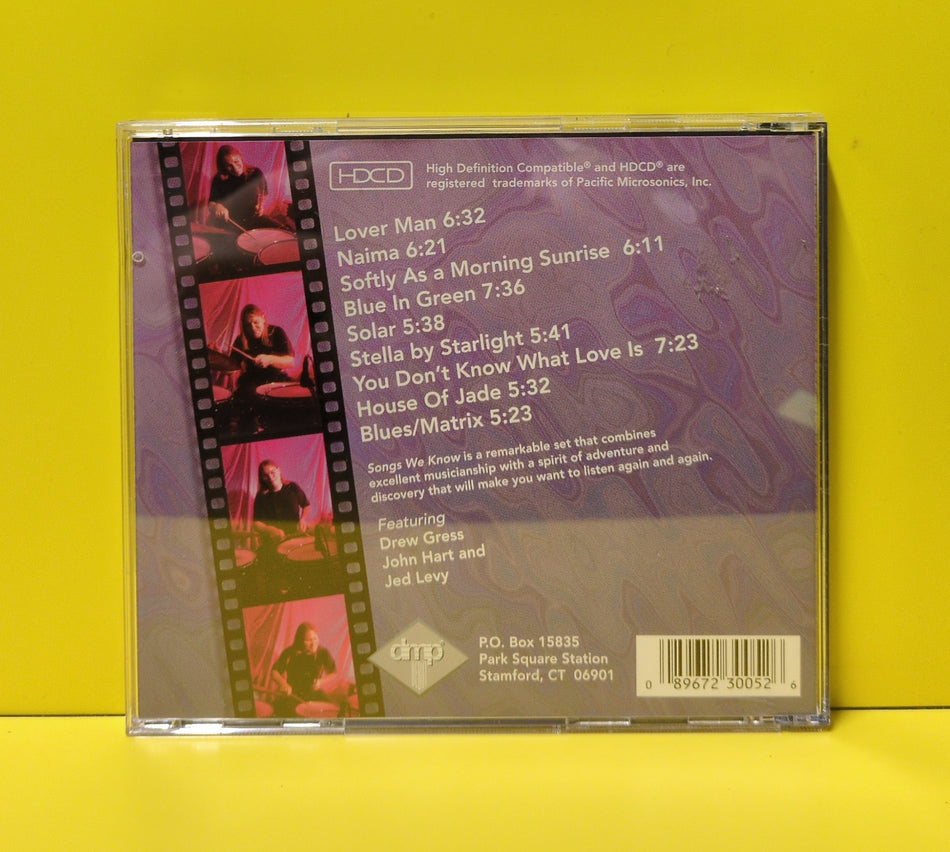 HDCD
High Definition Compatible® and HDCD® are
registered trademarks of Pacific Microsonics, Inc.
Lover Man 6:32
Naima 6:21
Softly As a Morning Sunrise 6:11
Blue In Green 7:36
Solar 5:38
Stella by Starlight 5:41
You Don't Know What Love Is 7:23
House Of Jade 5:32
Blues/Matrix 5:23
Songs We Know is a remarkable set that combines
excellent musicianship with a spirit of adventure and
discovery that will make you want to listen again and again.
Featuring
Drew Gress
John Hart and
Jed Levy
dmp
P.O. Box 15835
Park Square Station
Stamford, CT 06901
0 89672 30052 6